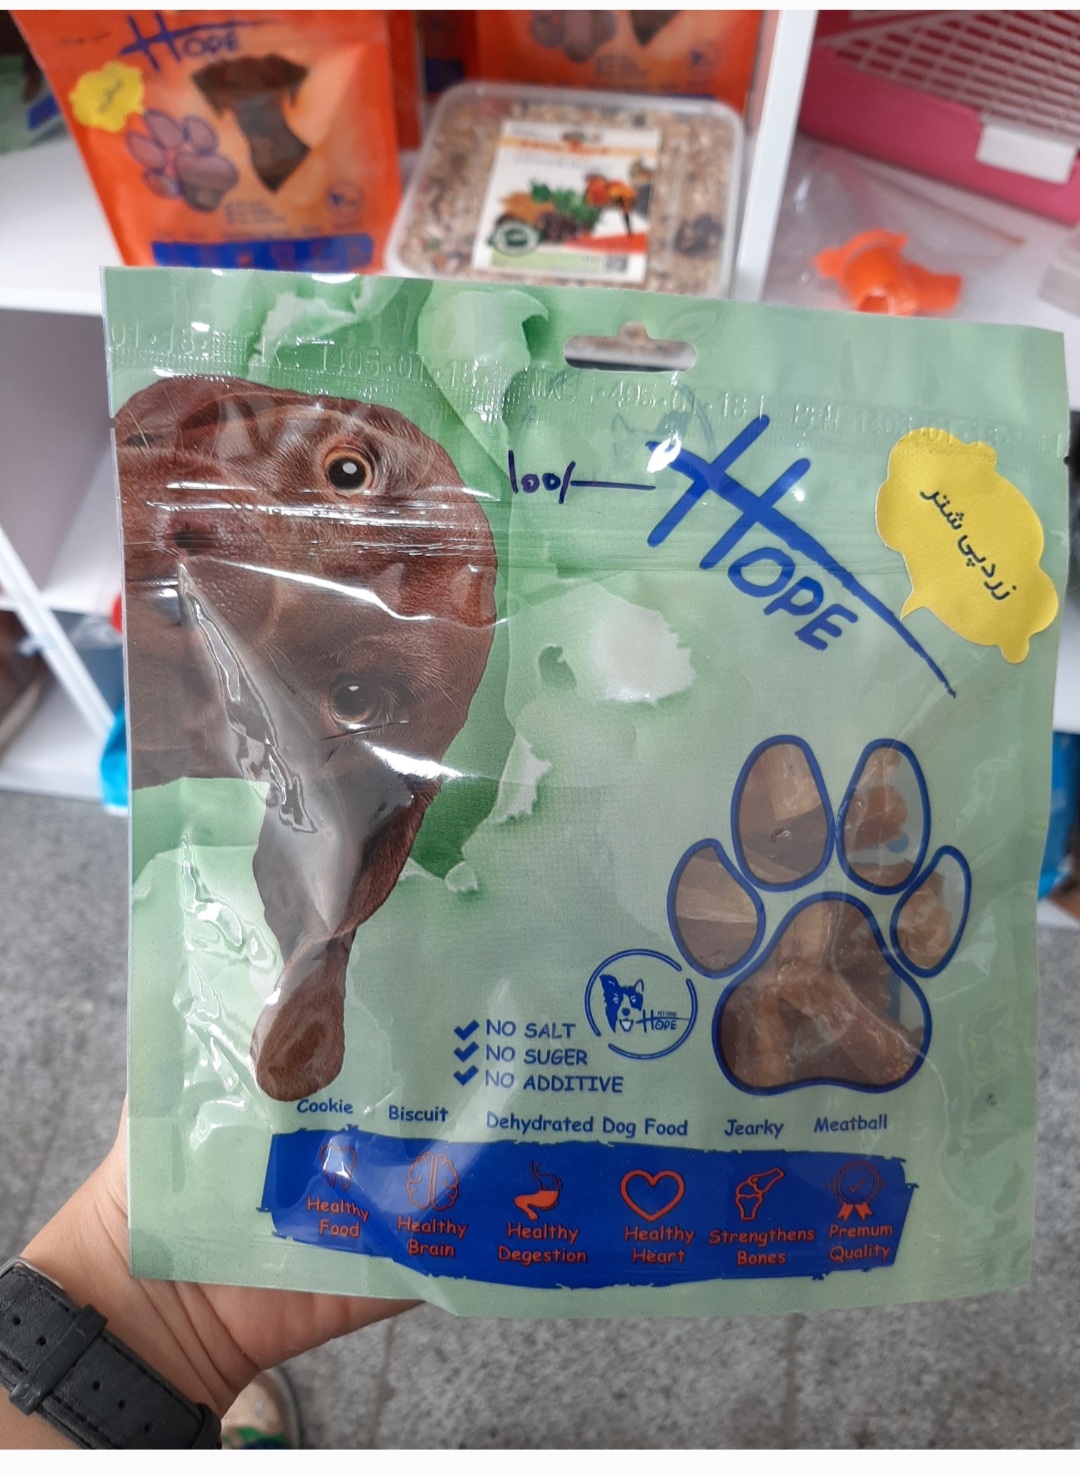 HOPE
HOPE
زردپی شتر
100/
NO SALT
NO SUGER
NO ADDITIVE
HOPE
Cookie Biscuit Dehydrated Dog Food Jearky Meatball
Healthy Food
Healthy Brain
Healthy Degestion
Healthy Heart
Strengthens Bones
Premium Quality